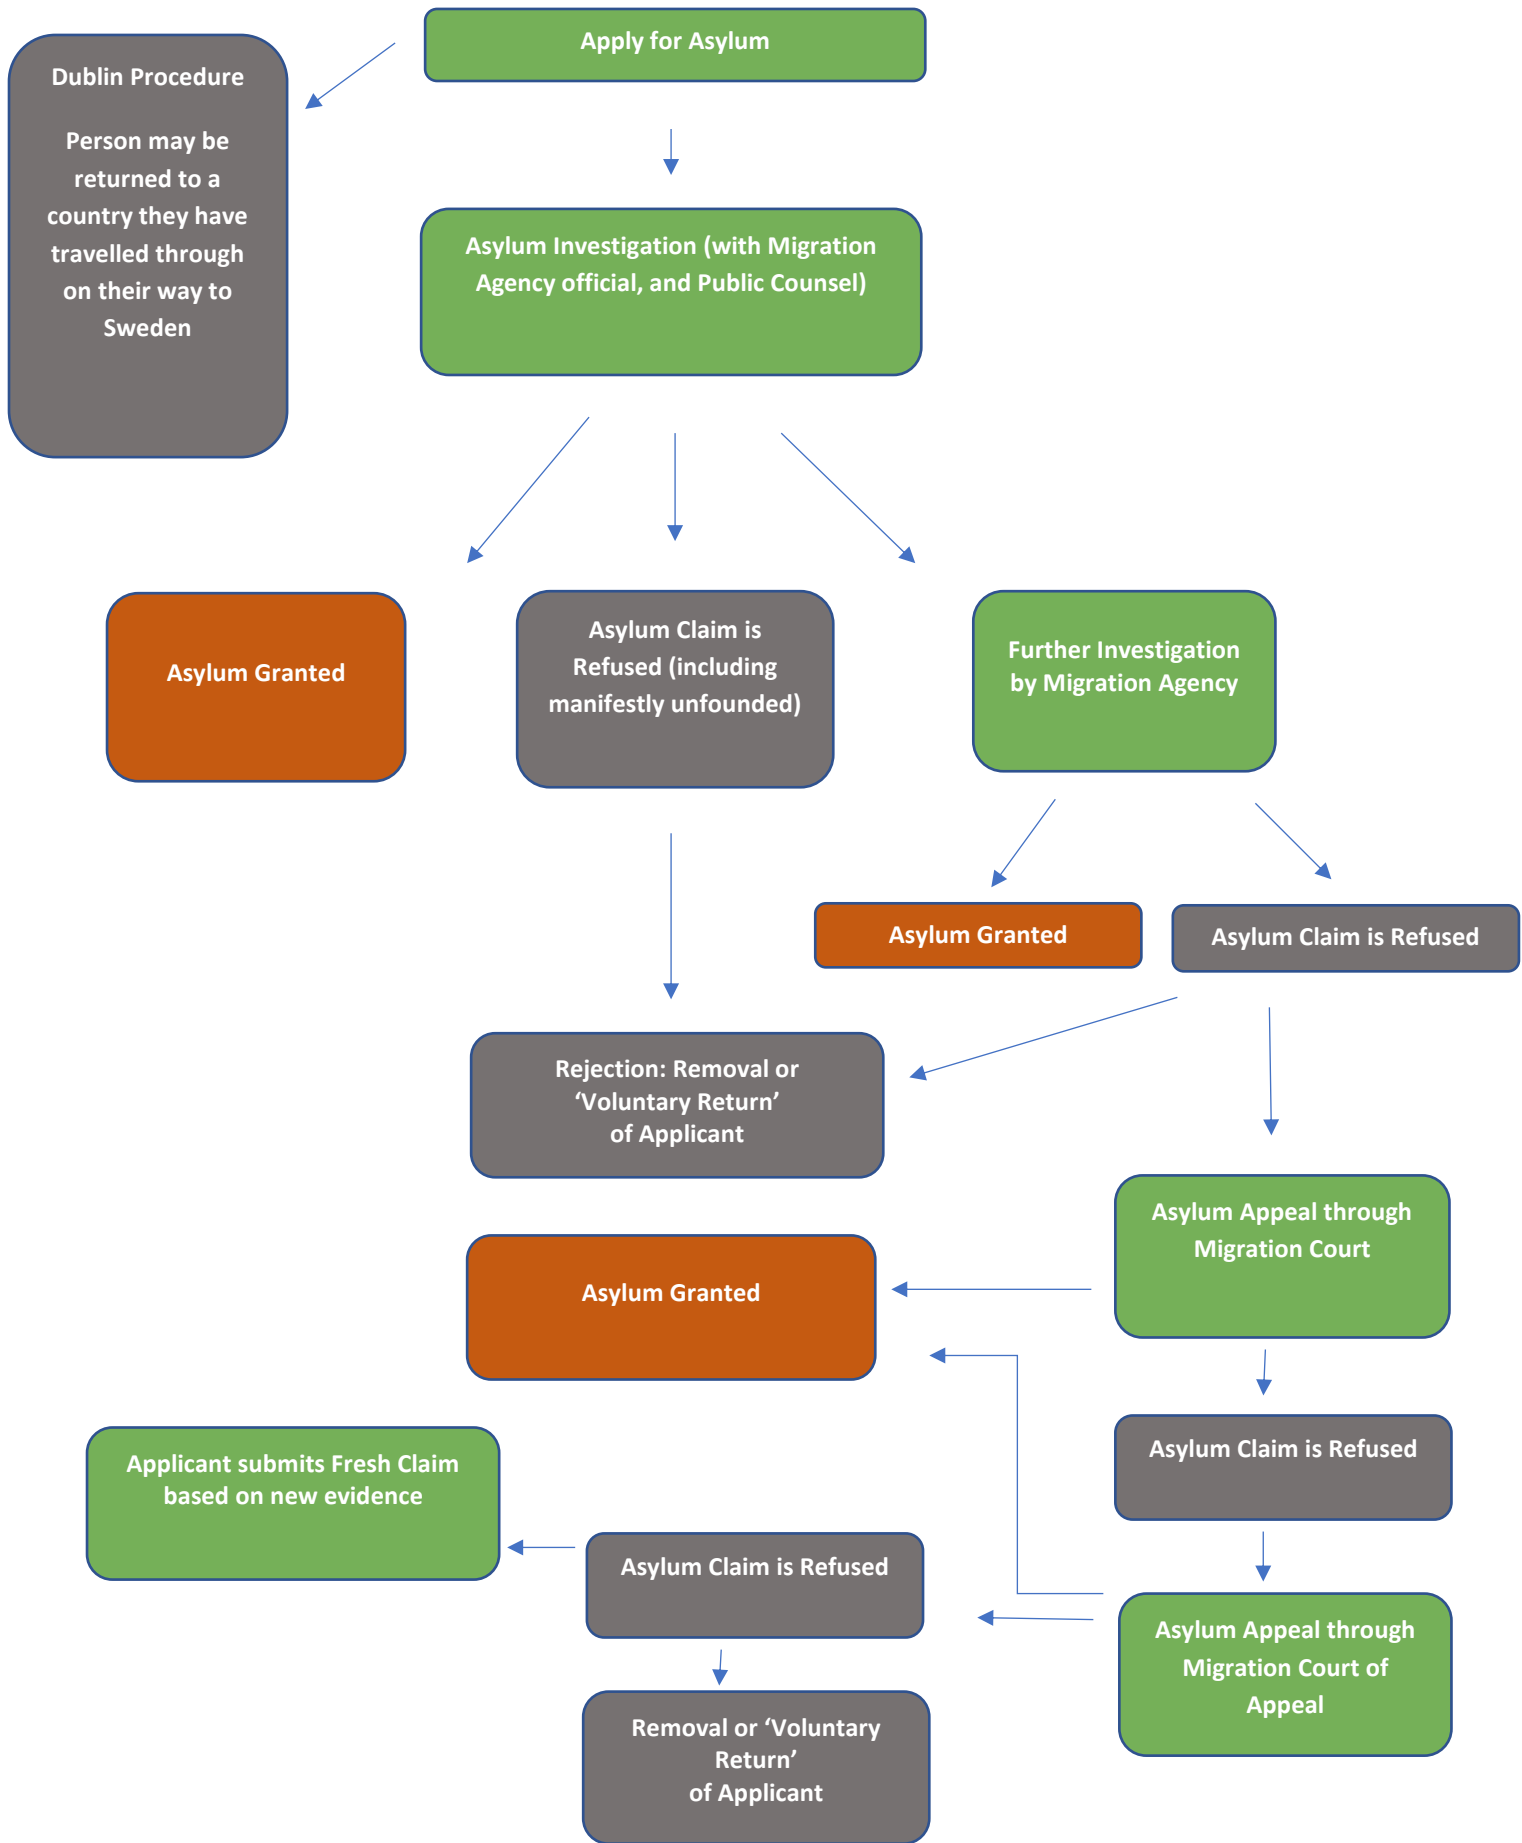 Apply for Asylum
Dublin Procedure
Person may be
returned to a
country they have
travelled through
on their way to
Sweden
Asylum Investigation (with Migration
Agency official, and Public Counsel)
Asylum Granted
Asylum Claim is
Refused (including
manifestly unfounded)
Further Investigation
by Migration Agency
Asylum Granted
Asylum Claim is Refused
Rejection: Removal or
‘Voluntary Return’
of Applicant
Asylum Appeal through
Migration Court
Asylum Granted
Asylum Claim is Refused
Applicant submits Fresh Claim
based on new evidence
Asylum Claim is Refused
Asylum Appeal through
Migration Court of
Appeal
Removal or ‘Voluntary
Return’
of Applicant